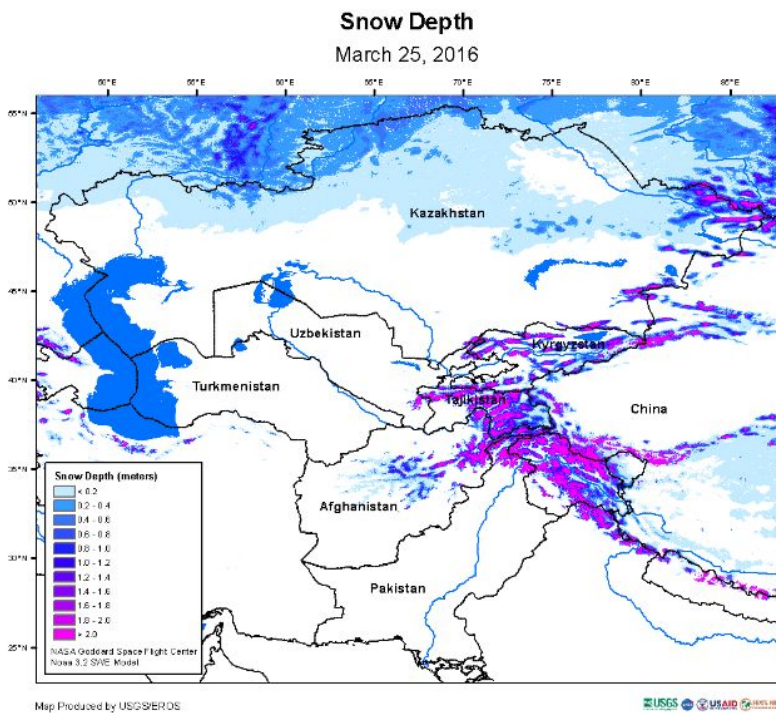 Snow Depth
March 25, 2016
50°E 55°E 60°E 65°E 70°E 75°E 80°E 85°E
55°N
50°N
Kazakhstan
45°N
Uzbekistan
Kyrgyzstan
40°N
Turkmenistan
Tajikistan
China
35°N
Afghanistan
30°N
Pakistan
25°N
Snow Depth (meters)
< 0.2
0.2 - 0.4
0.4 - 0.6
0.6 - 0.8
0.8 - 1.0
1.0 - 1.2
1.2 - 1.4
1.4 - 1.6
1.6 - 1.8
1.8 - 2.0
> 2.0
NASA Goddard Space Flight Center
Noaa 3.2 SWE Model
Map Produced by USGS/EROS
USGS
USAID